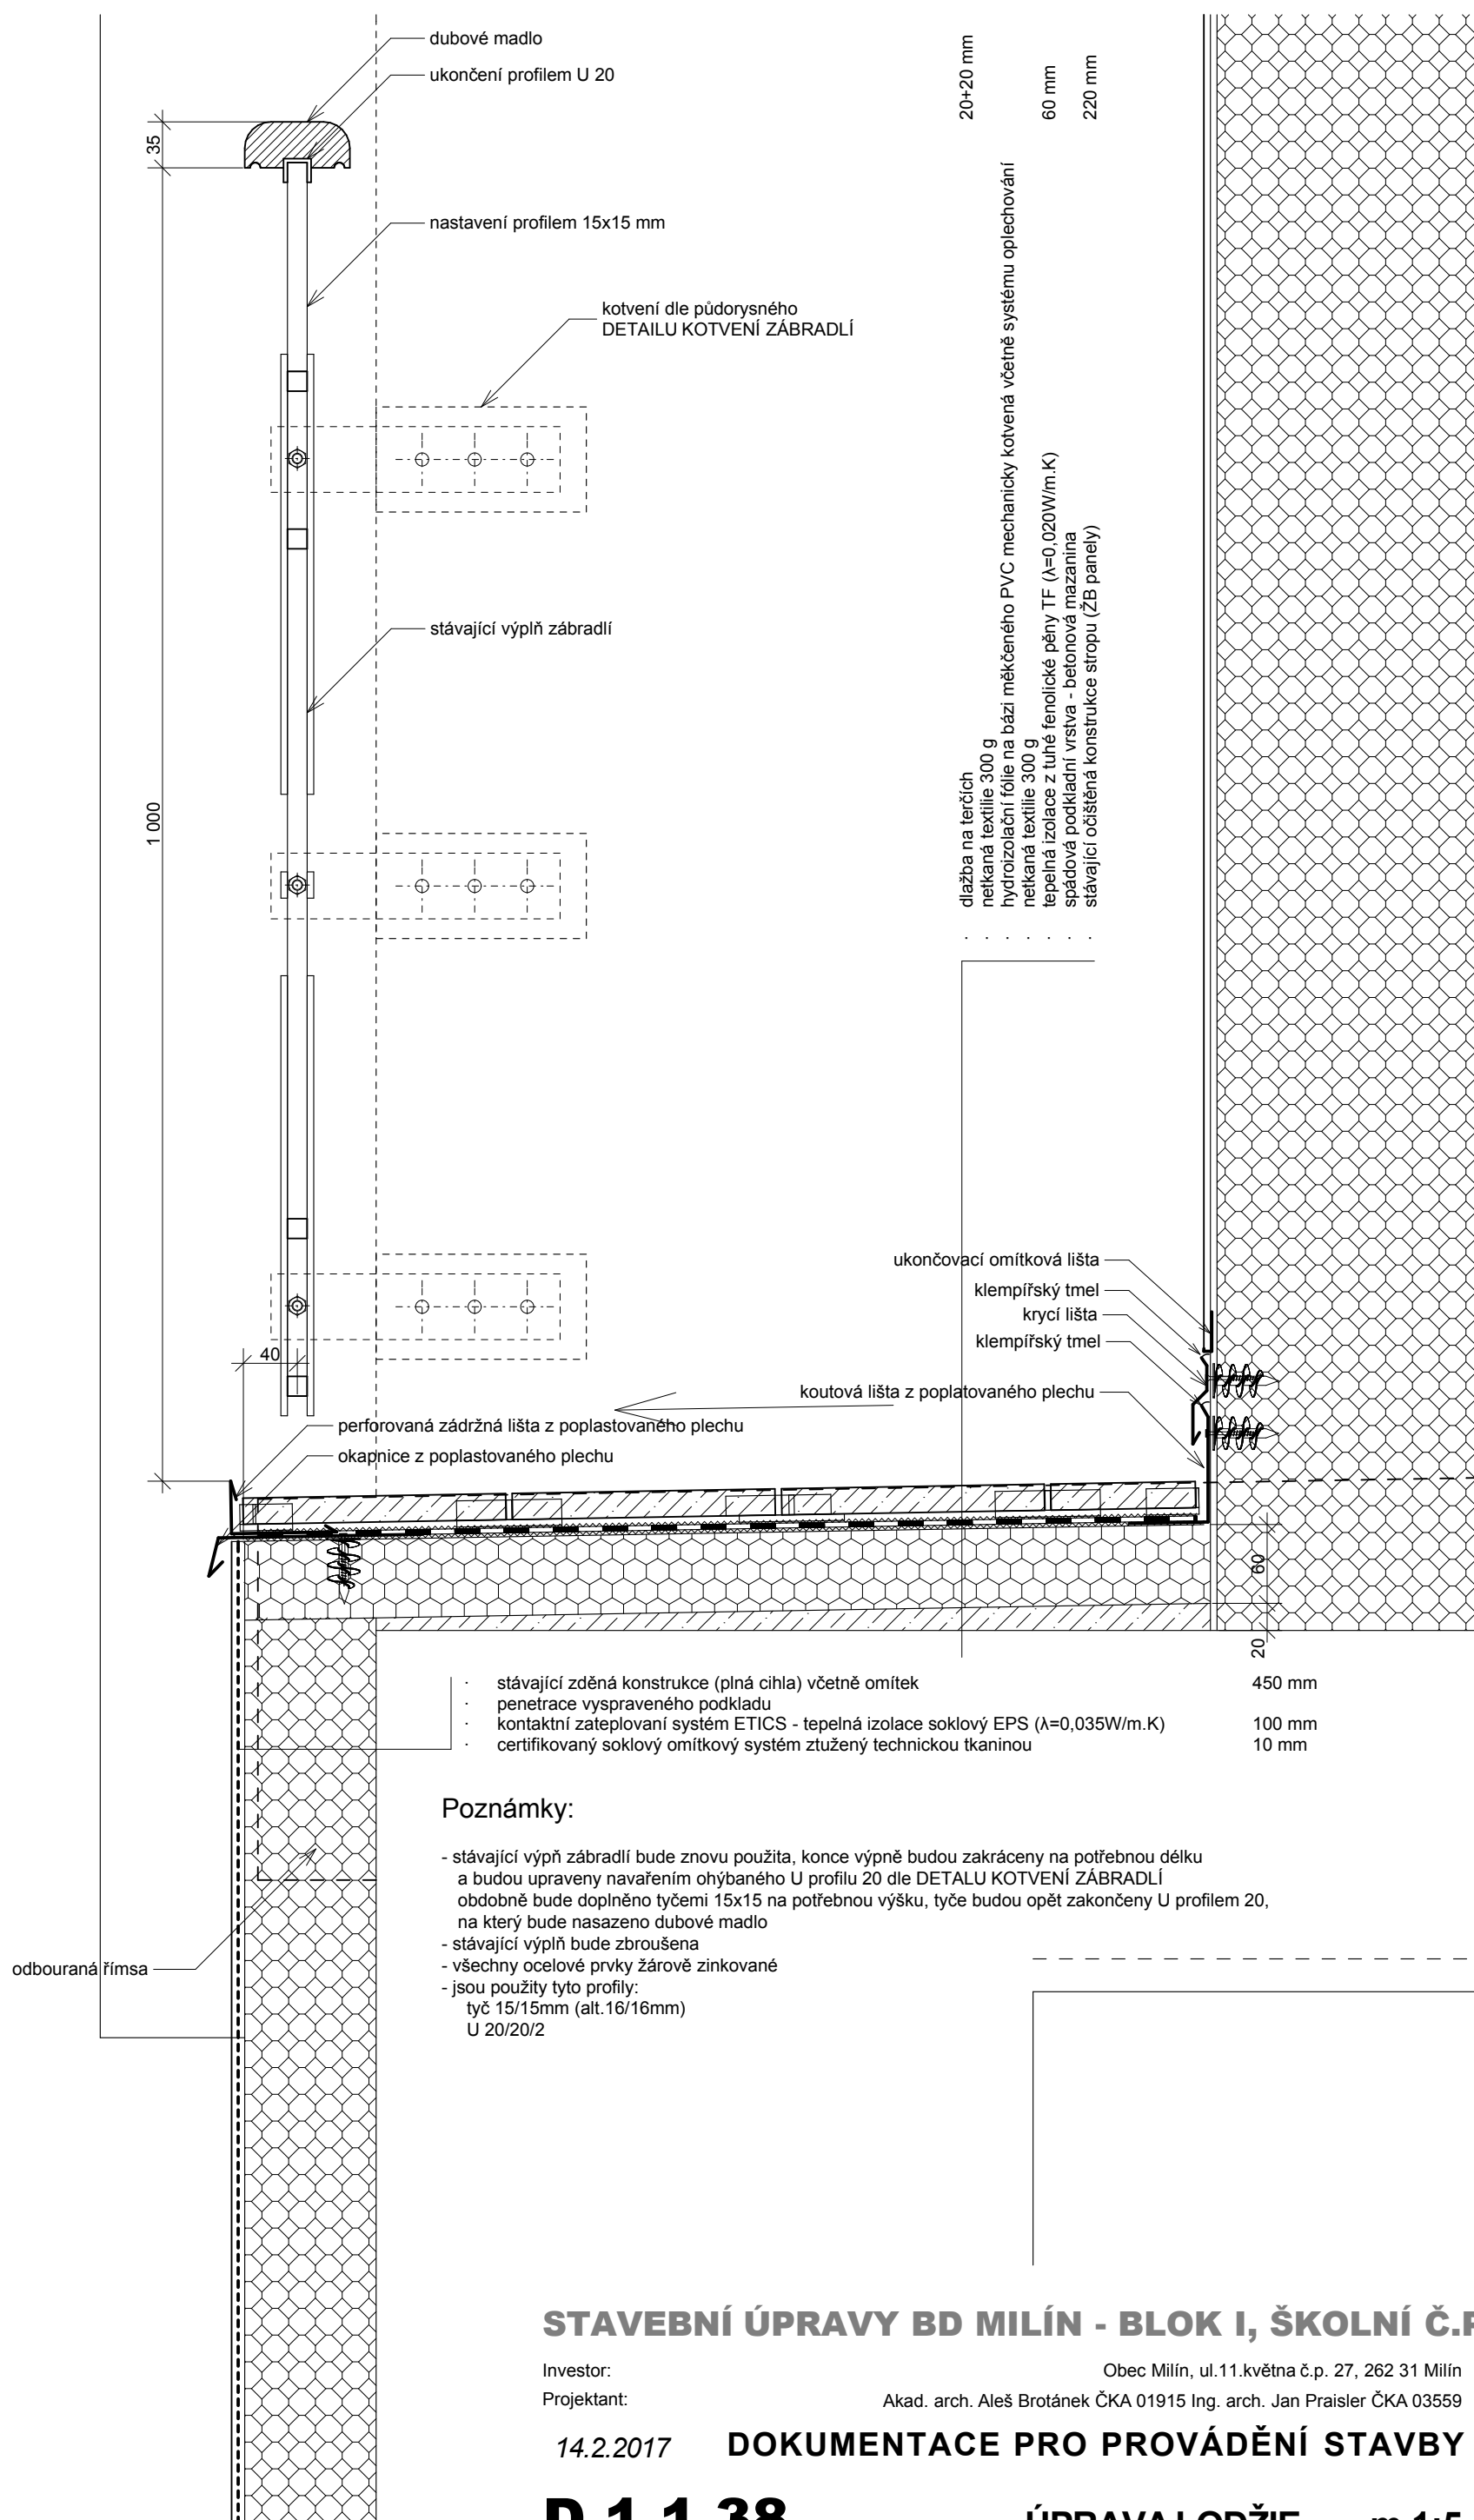 dubové madlo
ukončení profilem U 20
35
nastavení profilem 15x15 mm
kotvení dle půdorysného
DETAILU KOTVENÍ ZÁBRADLÍ
stávající výplň zábradlí
1 000
dlažba na terčích 20+20 mm
netkaná textilie 300 g
hydroizolační fólie na bázi měkčeného PVC mechanicky kotvená včetně systému oplechování
netkaná textilie 300 g
tepelná izolace z tuhé fenolické pěny TF (λ=0,020W/m.K) 60 mm
spádová podkladní vrstva - betonová mazanina
stávající očištěná konstrukce stropu (ŽB panely) 220 mm
ukončovací omítková lišta
klempířský tmel
krycí lišta
klempířský tmel
40
koutová lišta z poplatovaného plechu
perforovaná zádržná lišta z poplastovaného plechu
okapnice z poplastovaného plechu
60
20
· stávající zděná konstrukce (plná cihla) včetně omítek 450 mm
· penetrace vyspraveného podkladu
· kontaktní zateplovaní systém ETICS - tepelná izolace soklový EPS (λ=0,035W/m.K) 100 mm
· certifikovaný soklový omítkový systém ztužený technickou tkaninou 10 mm
Poznámky:
- stávající výpň zábradlí bude znovu použita, konce výpně budou zakráceny na potřebnou délku
a budou upraveny navařením ohýbaného U profilu 20 dle DETALU KOTVENÍ ZÁBRADLÍ
obdobně bude doplněno tyčemi 15x15 na potřebnou výšku, tyče budou opět zakončeny U profilem 20,
na který bude nasazeno dubové madlo
- stávající výplň bude zbroušena
- všechny ocelové prvky žárově zinkované
- jsou použity tyto profily:
tyč 15/15mm (alt.16/16mm)
U 20/20/2
odbouraná římsa
STAVEBNÍ ÚPRAVY BD MILÍN - BLOK I, ŠKOLNÍ Č.P
Investor: Obec Milín, ul.11.května č.p. 27, 262 31 Milín
Projektant: Akad. arch. Aleš Brotánek ČKA 01915 Ing. arch. Jan Praisler ČKA 03559
14.2.2017 DOKUMENTACE PRO PROVÁDĚNÍ STAVBY
D.1.1.38 ÚPRAVA LODŽIE m 1:5